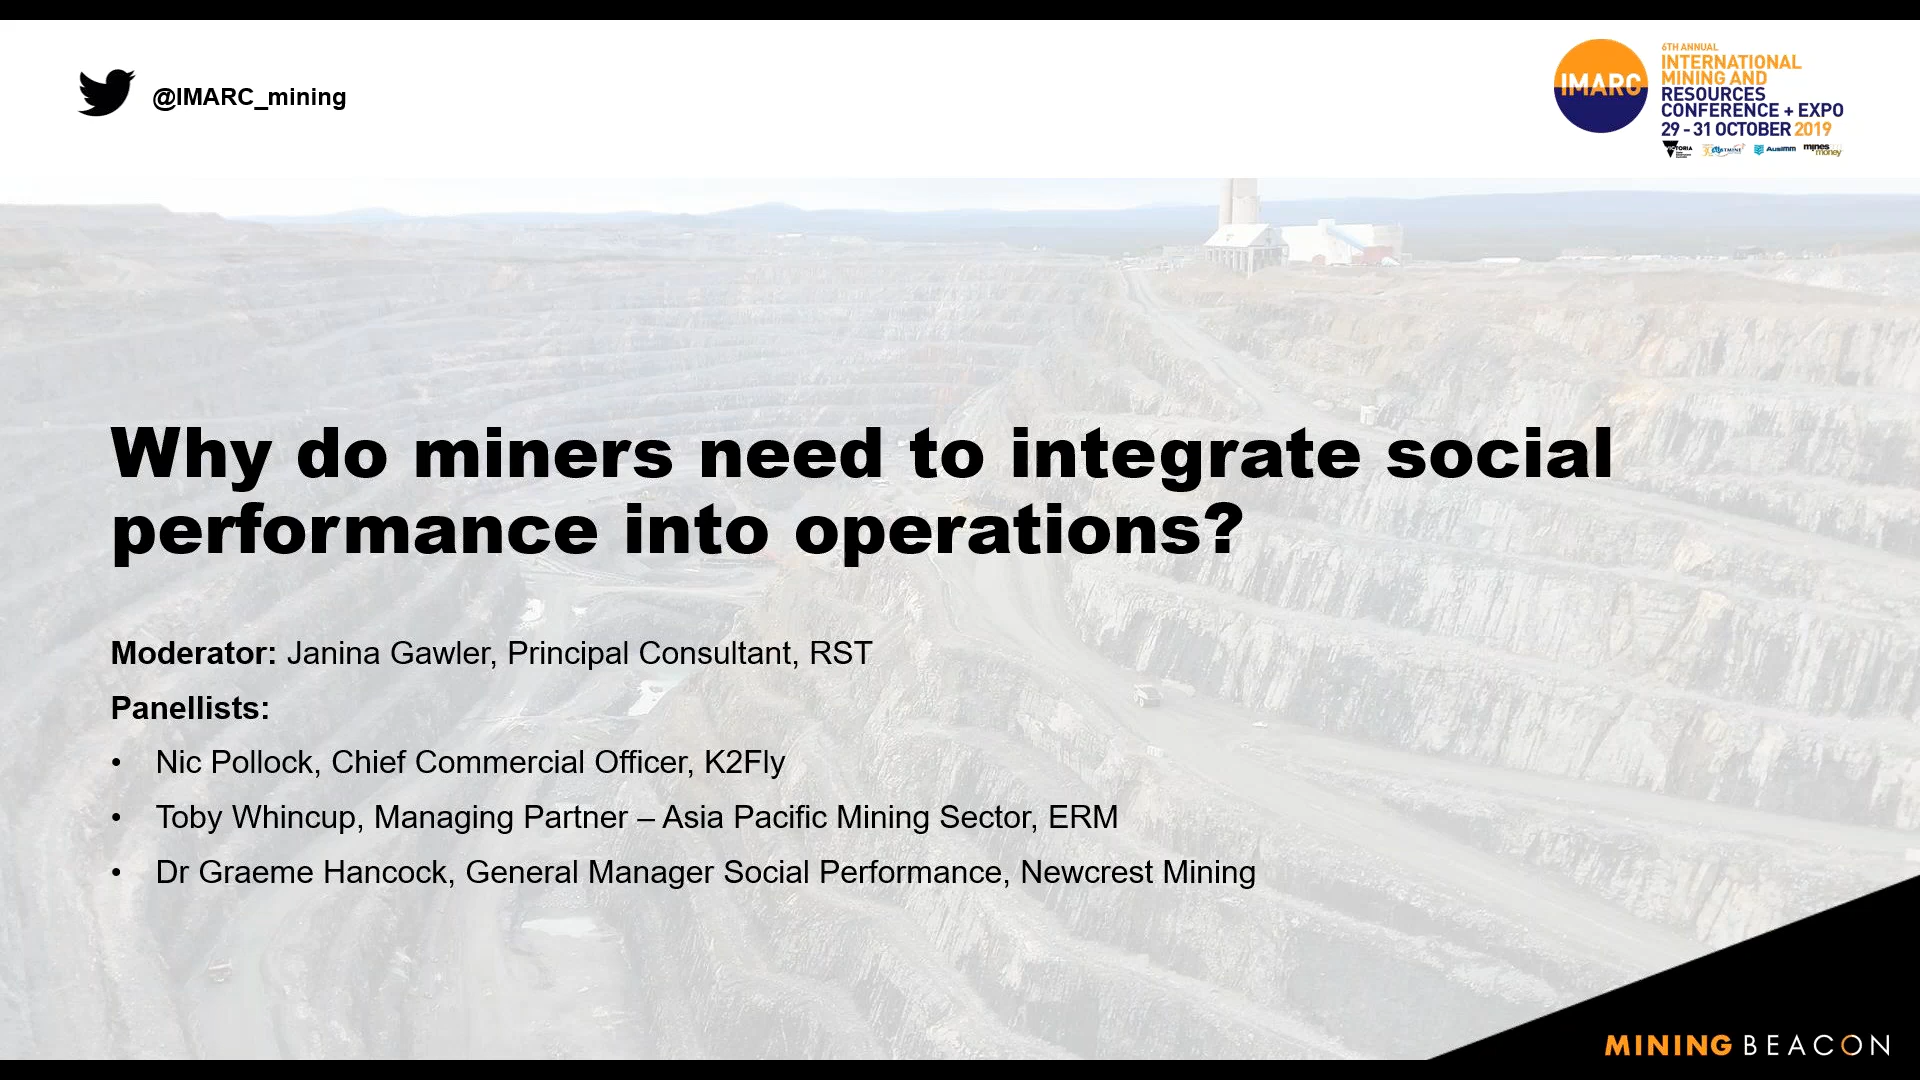 @IMARC_mining
IMARC
6TH ANNUAL
INTERNATIONAL
MINING AND
RESOURCES
CONFERENCE + EXPO
29 - 31 OCTOBER 2019
AusIMM
mines
money
Why do miners need to integrate social
performance into operations?
Moderator: Janina Gawler, Principal Consultant, RST
Panellists:
• Nic Pollock, Chief Commercial Officer, K2Fly
• Toby Whincup, Managing Partner – Asia Pacific Mining Sector, ERM
• Dr Graeme Hancock, General Manager Social Performance, Newcrest Mining
MINING BEACON